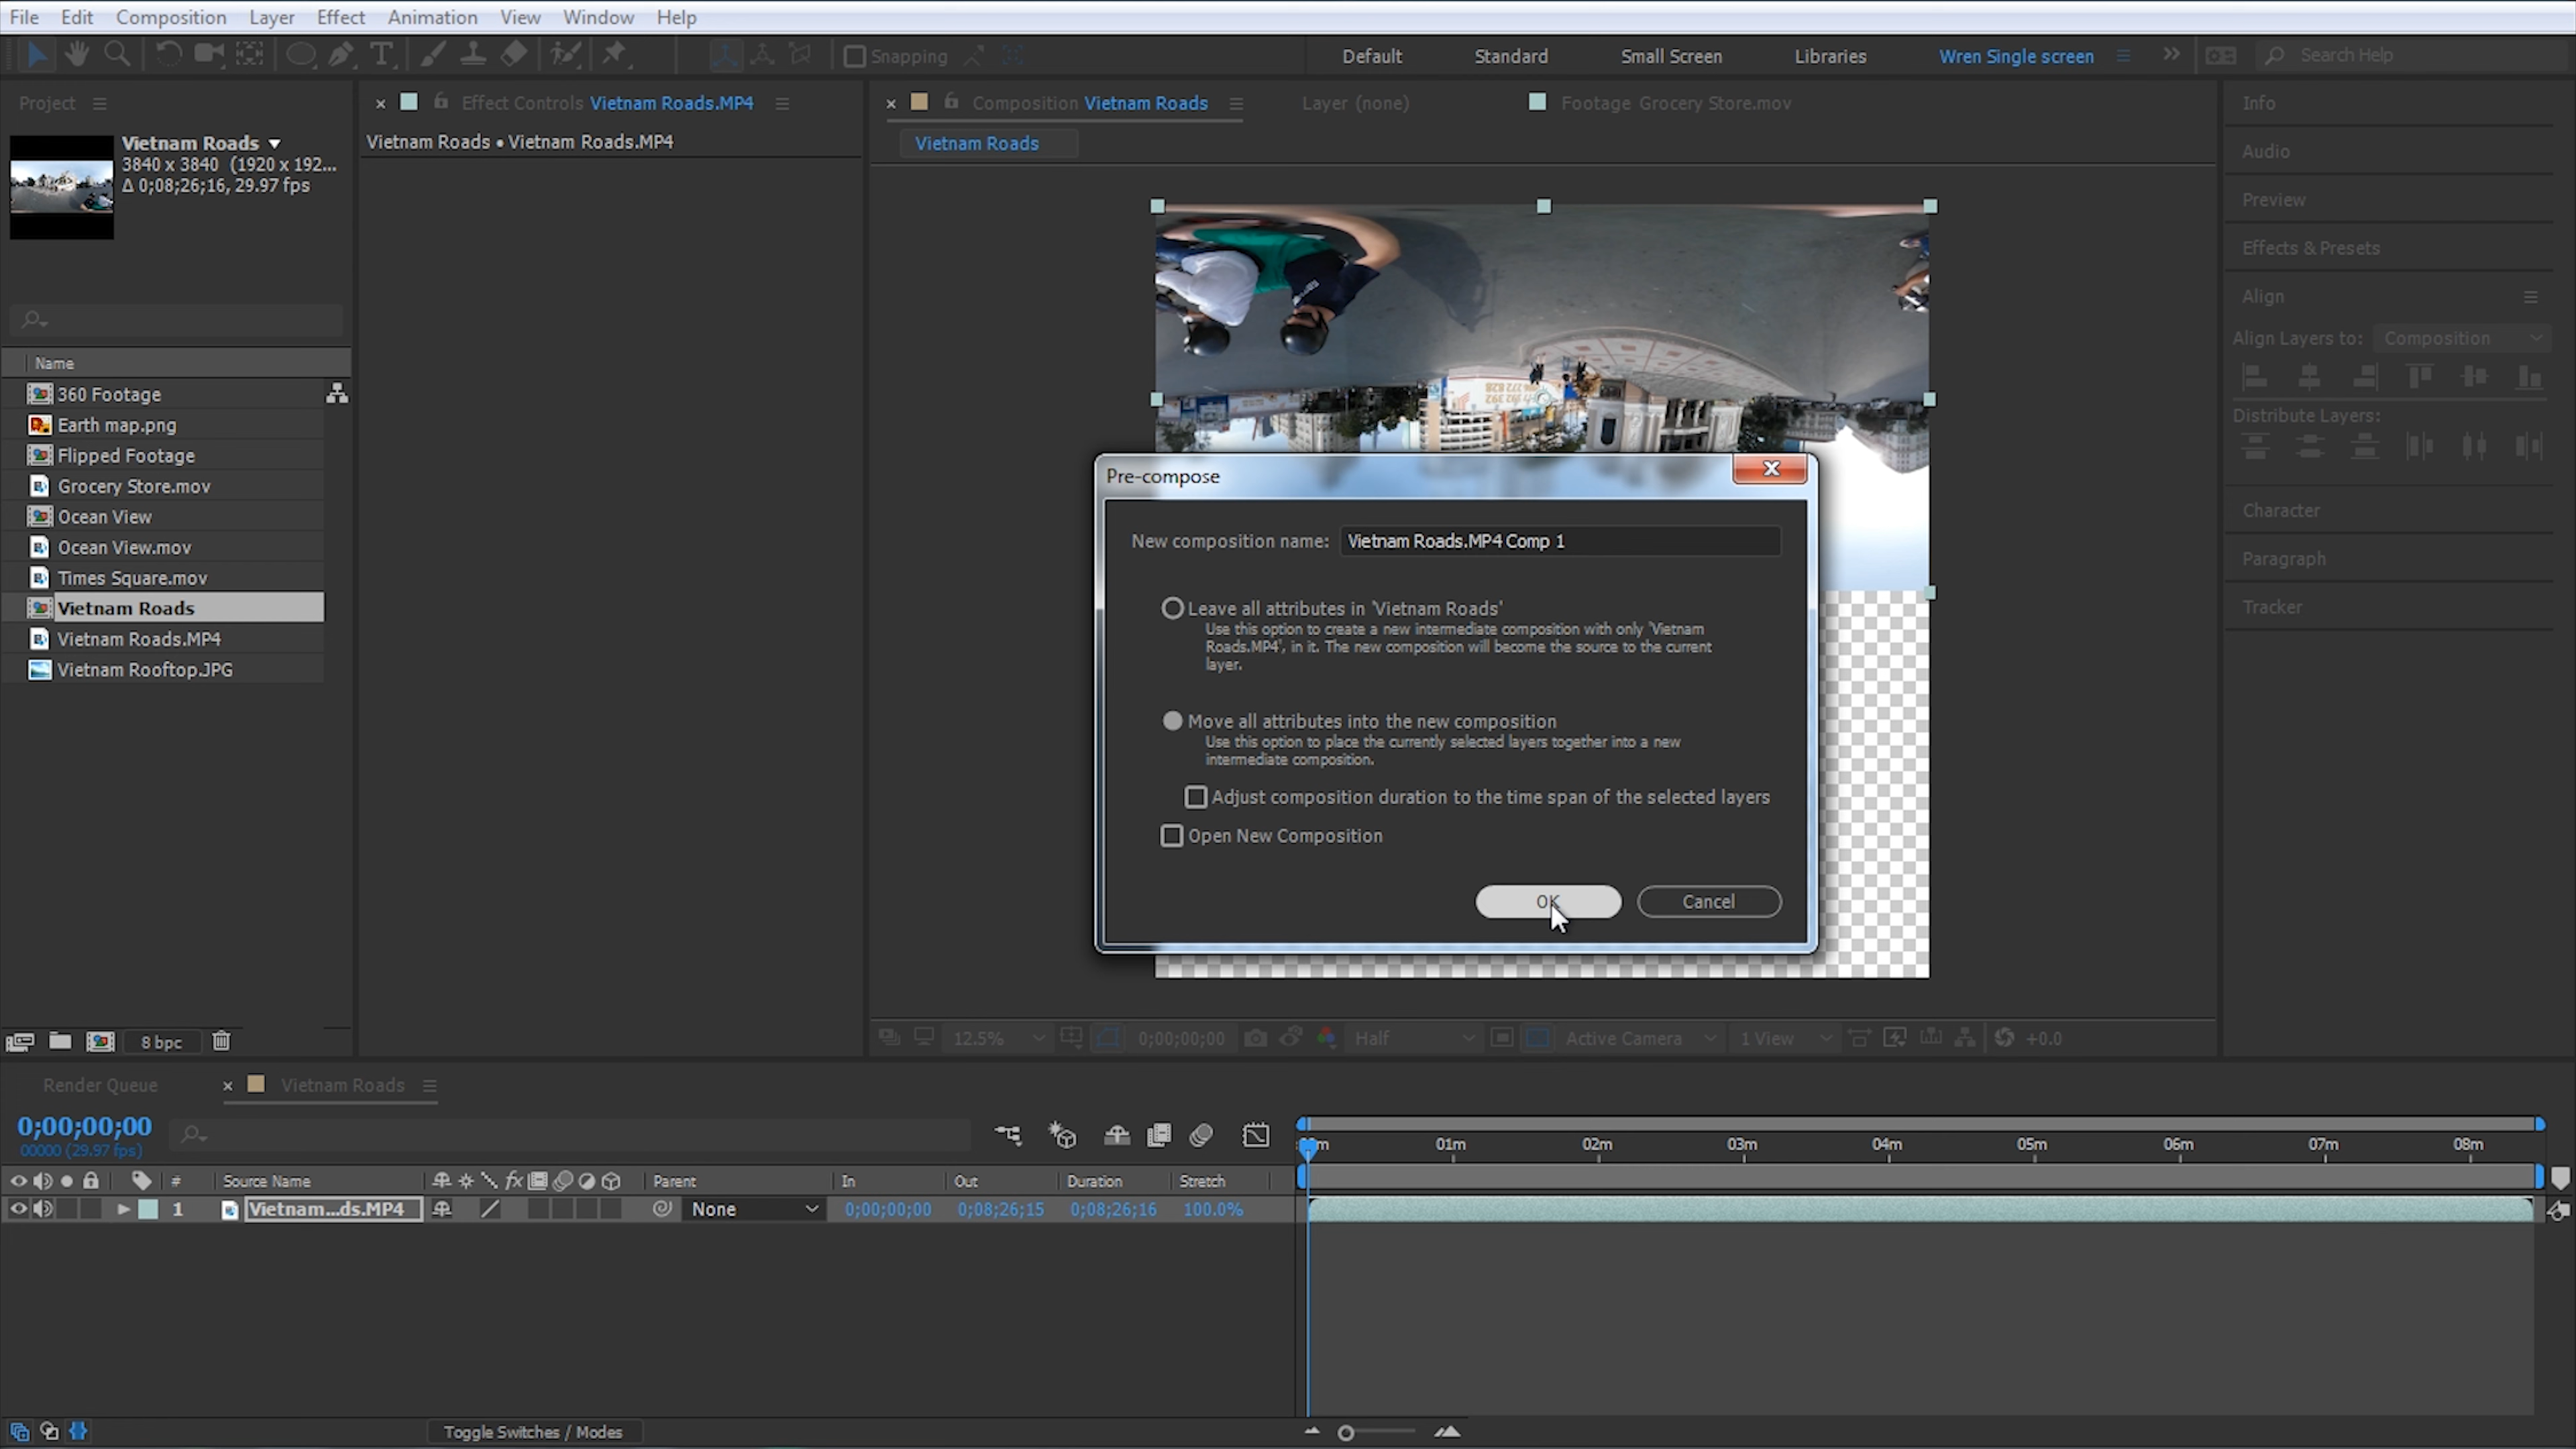 File Edit Composition Layer Effect Animation View Window Help
Snapping
Default Standard Small Screen Libraries Wren Single screen
Search Help
Project
Vietnam Roads
3840 x 3840 (1920 x 192...
Δ 0;08;26;16, 29.97 fps
Name
360 Footage
Earth map.png
Flipped Footage
Grocery Store.mov
Ocean View
Ocean View.mov
Times Square.mov
Vietnam Roads
Vietnam Roads.MP4
Vietnam Rooftop.JPG
8 bpc
Effect Controls Vietnam Roads.MP4
Vietnam Roads • Vietnam Roads.MP4
Composition Vietnam Roads
Layer (none)
Footage Grocery Store.mov
Vietnam Roads
Pre-compose
New composition name: Vietnam Roads.MP4 Comp 1
Leave all attributes in 'Vietnam Roads'
Use this option to create a new intermediate composition with only 'Vietnam
Roads.MP4', in it. The new composition will become the source to the current
layer.
Move all attributes into the new composition
Use this option to place the currently selected layers together into a new
intermediate composition.
Adjust composition duration to the time span of the selected layers
Open New Composition
OK Cancel
12.5% 0;00;00;00 Half Active Camera 1 View +0.0
Info
Audio
Preview
Effects & Presets
Align
Align Layers to: Composition
Distribute Layers:
Character
Paragraph
Tracker
Render Queue
Vietnam Roads
0;00;00;00
00000 (29.97 fps)
01m 02m 03m 04m 05m 06m 07m 08m
# Source Name fx Parent In Out Duration Stretch
1 Vietnam...ds.MP4 None 0;00;00;00 0;08;26;15 0;08;26;16 100.0%
Toggle Switches / Modes